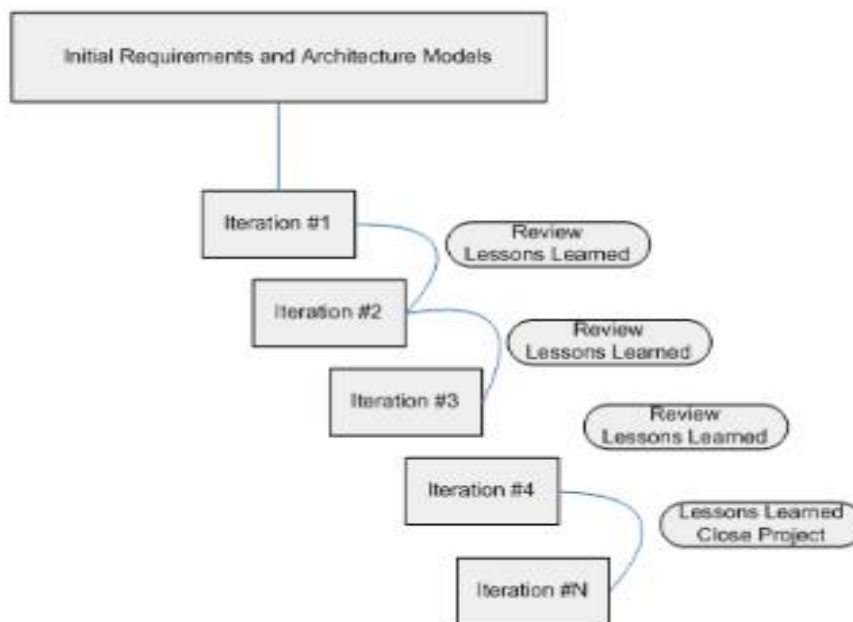 Initial Requirements and Architecture Models
Iteration #1
Review
Lessons Learned
Iteration #2
Review
Lessons Learned
Iteration #3
Review
Lessons Learned
Iteration #4
Lessons Learned
Close Project
Iteration #N